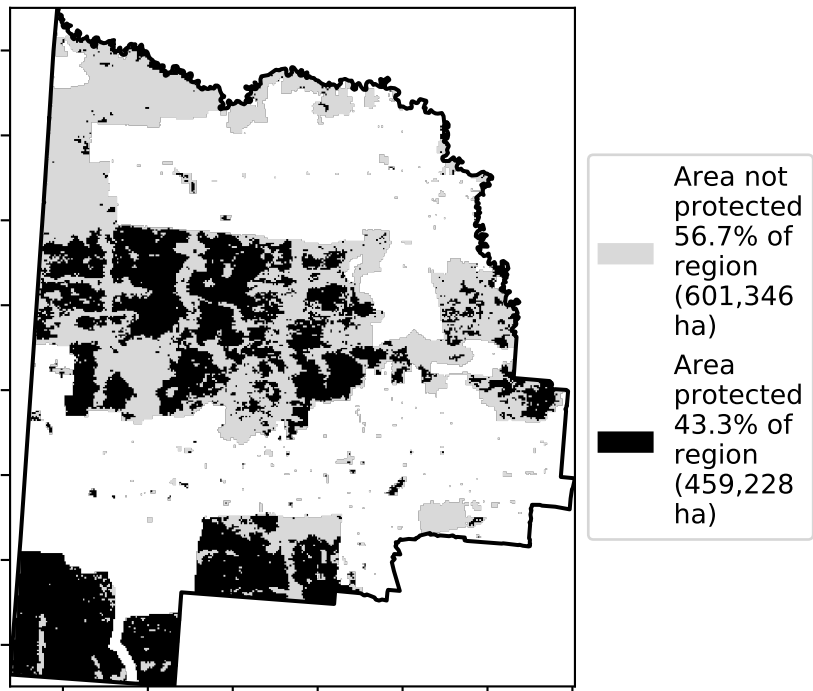 Area not
protected
56.7% of
region
(601,346
ha)
Area
protected
43.3% of
region
(459,228
ha)